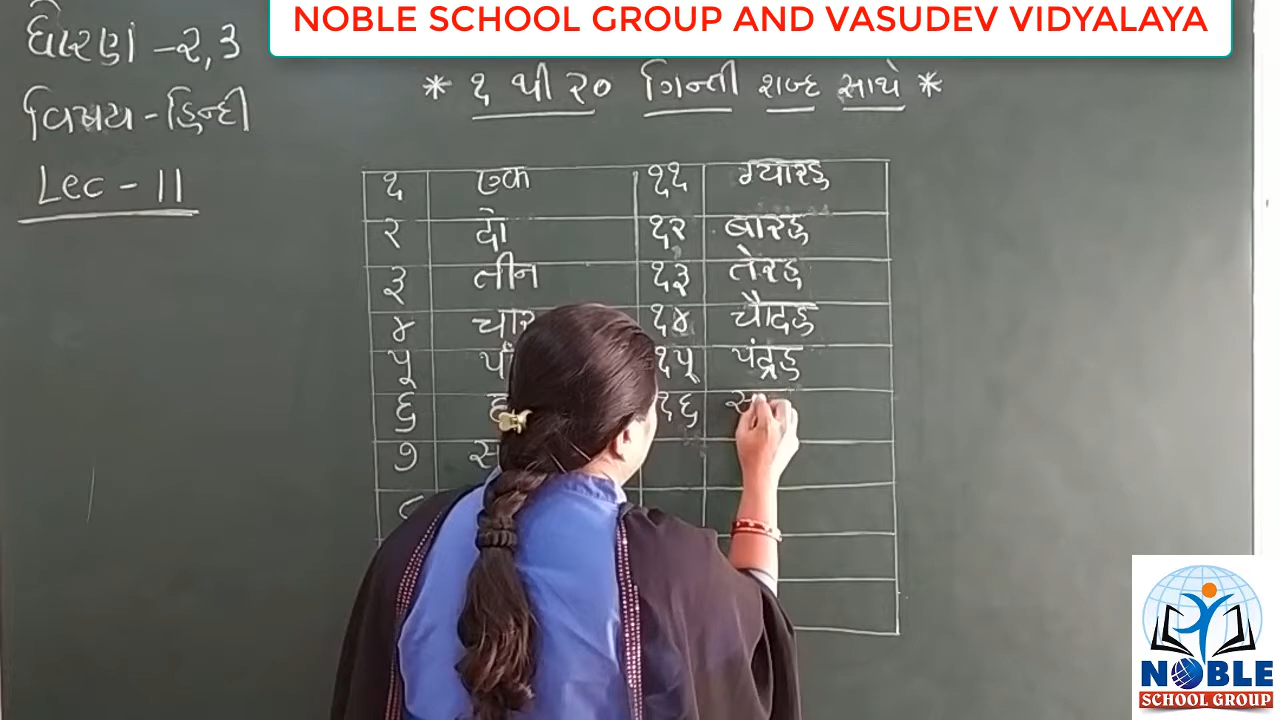 NOBLE SCHOOL GROUP AND VASUDEV VIDYALAYA
ધોરણ - ૨, ૩
* १ થી २० गिन्ती શબ્દ સાથે *
વિષય - હિન્દી
Lec - 11
१ एक ११ ग्यारह
२ दो १२ बारह
३ तीन १३ तेरह
४ चार १४ चौदह
५ १५ पंद्रह
६ १६
७
NOBLE
SCHOOL GROUP